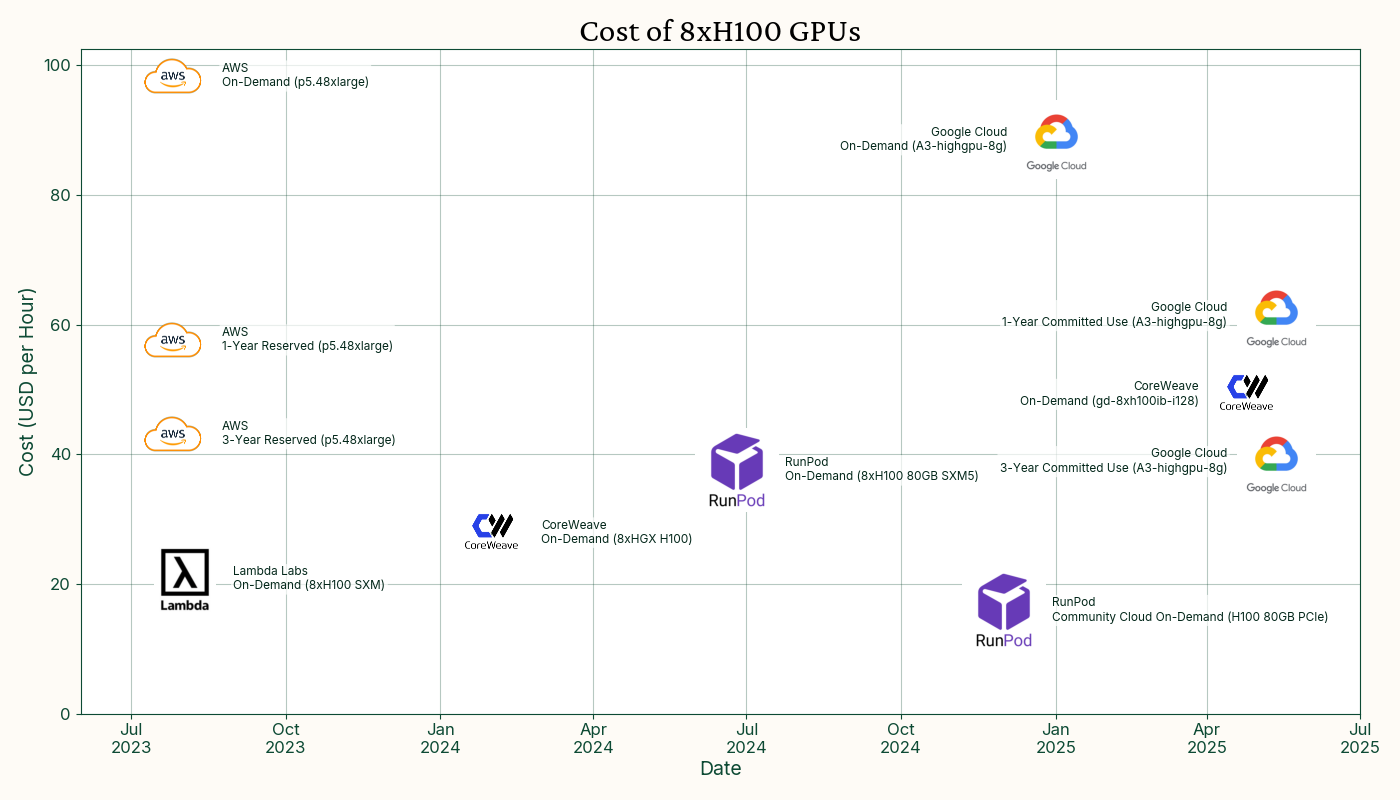 Cost of 8xH100 GPUs
Cost (USD per Hour)
100
80
60
40
20
0
aws
AWS
On-Demand (p5.48xlarge)
Google Cloud
On-Demand (A3-highgpu-8g)
Google Cloud
aws
AWS
1-Year Reserved (p5.48xlarge)
Google Cloud
1-Year Committed Use (A3-highgpu-8g)
Google Cloud
CoreWeave
On-Demand (gd-8xh100ib-i128)
CoreWeave
aws
AWS
3-Year Reserved (p5.48xlarge)
RunPod
On-Demand (8xH100 80GB SXM5)
RunPod
Google Cloud
3-Year Committed Use (A3-highgpu-8g)
Google Cloud
CoreWeave
On-Demand (8xHGX H100)
CoreWeave
Lambda Labs
On-Demand (8xH100 SXM)
Lambda
RunPod
Community Cloud On-Demand (H100 80GB PCIe)
RunPod
Jul
2023
Oct
2023
Jan
2024
Apr
2024
Jul
2024
Oct
2024
Jan
2025
Apr
2025
Jul
2025
Date